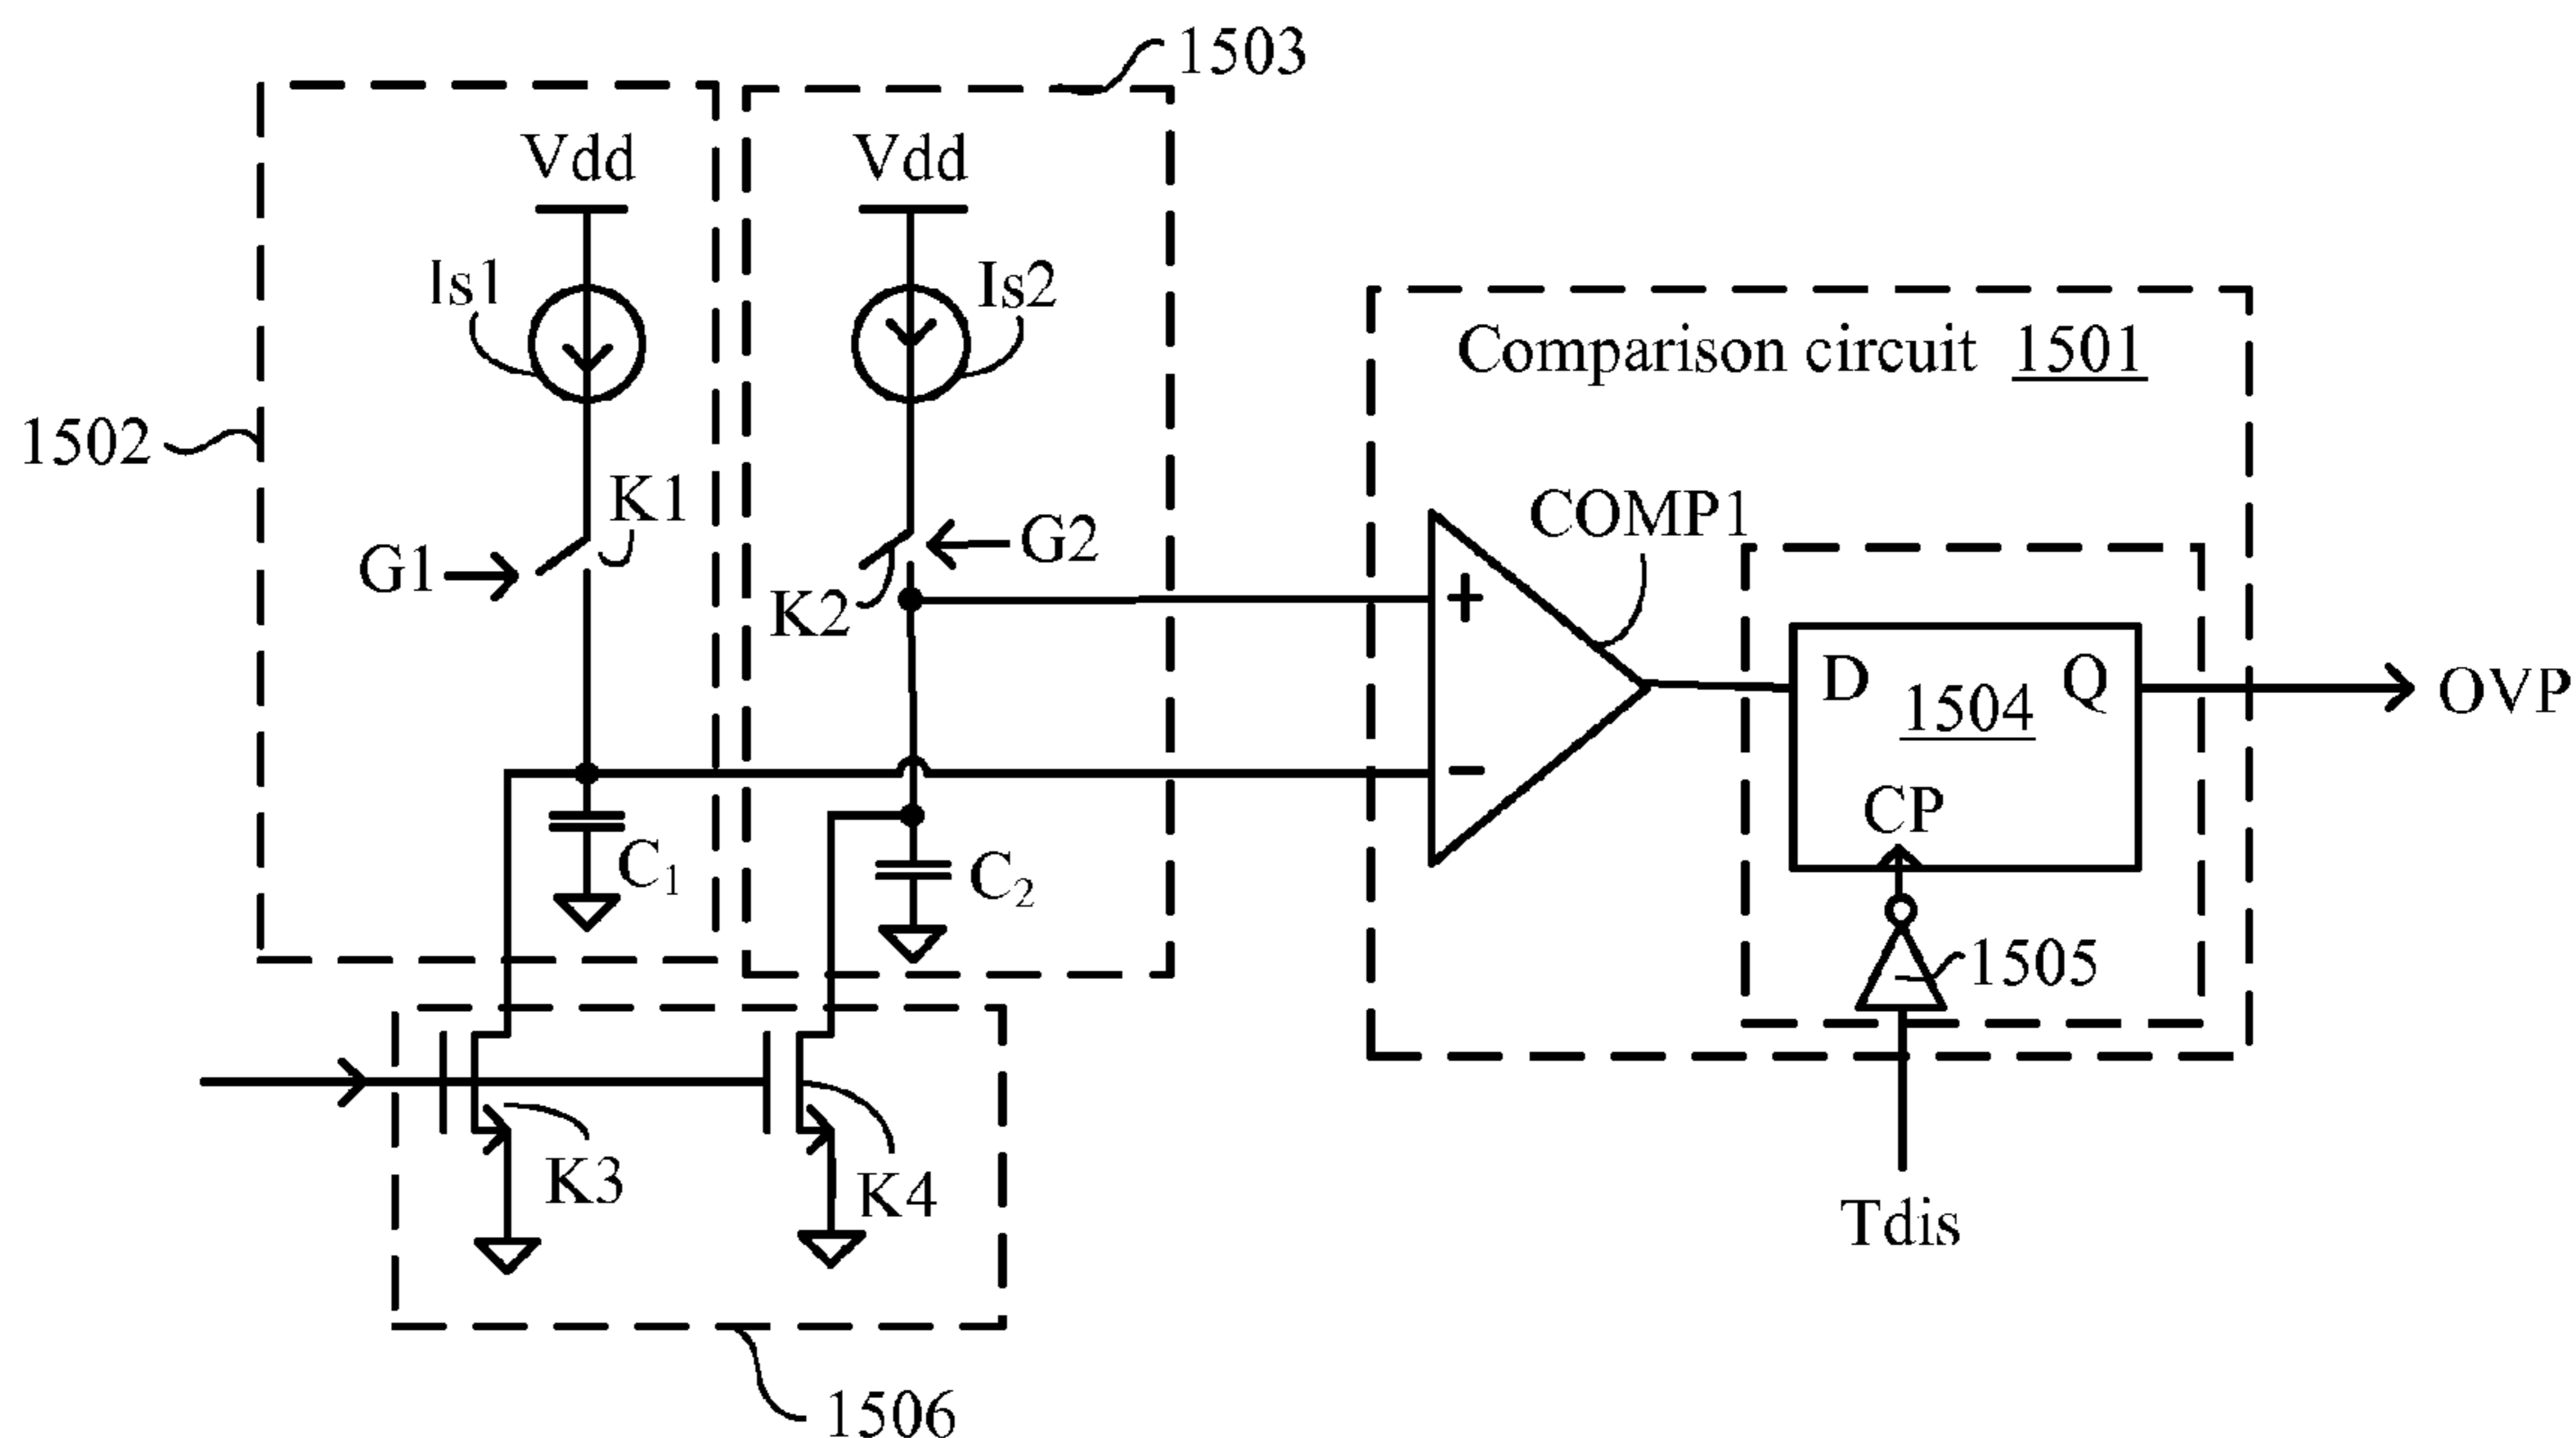 1503
Vdd
Vdd
Is1
Is2
Comparison circuit 1501
1502
K1
COMP1
G1
G2
K2
+
D
1504
Q
OVP
−
CP
C₁
C₂
1505
K3
K4
Tdis
1506